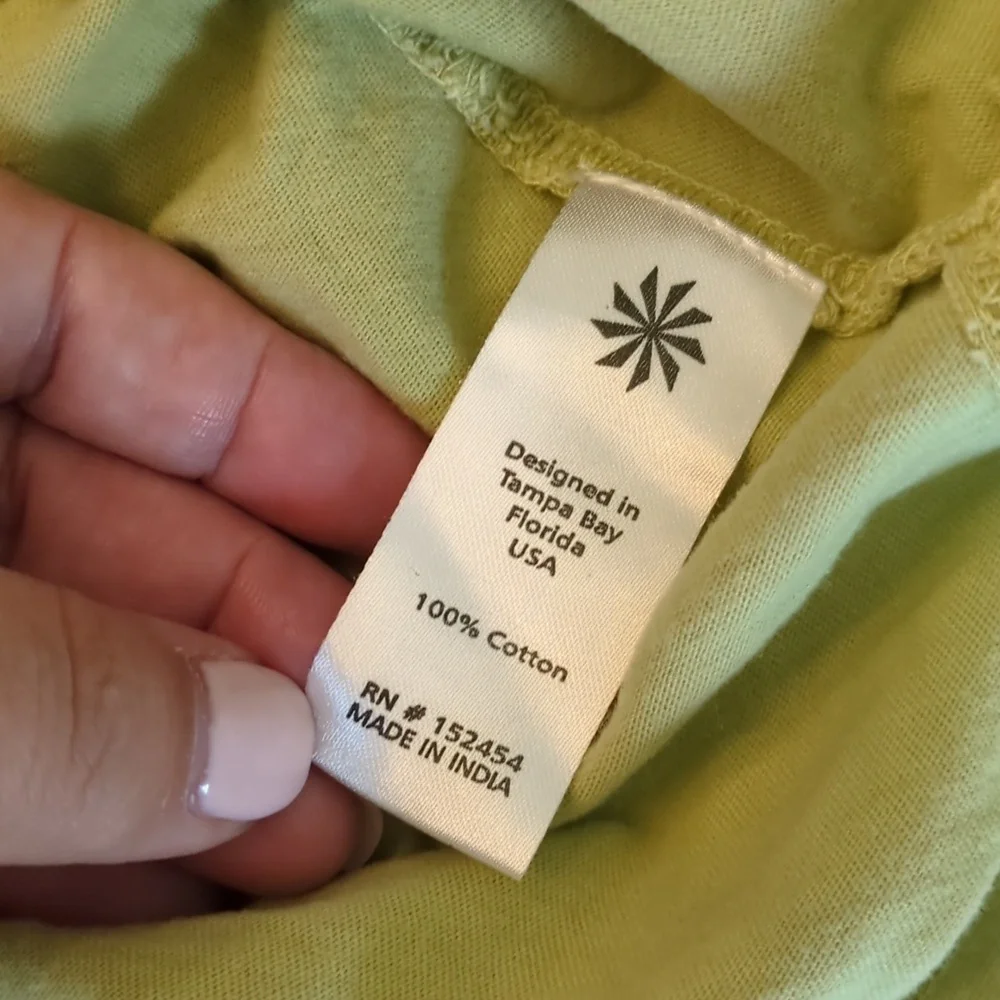 Designed in
Tampa Bay
Florida
USA
100% Cotton
RN # 152454
MADE IN INDIA